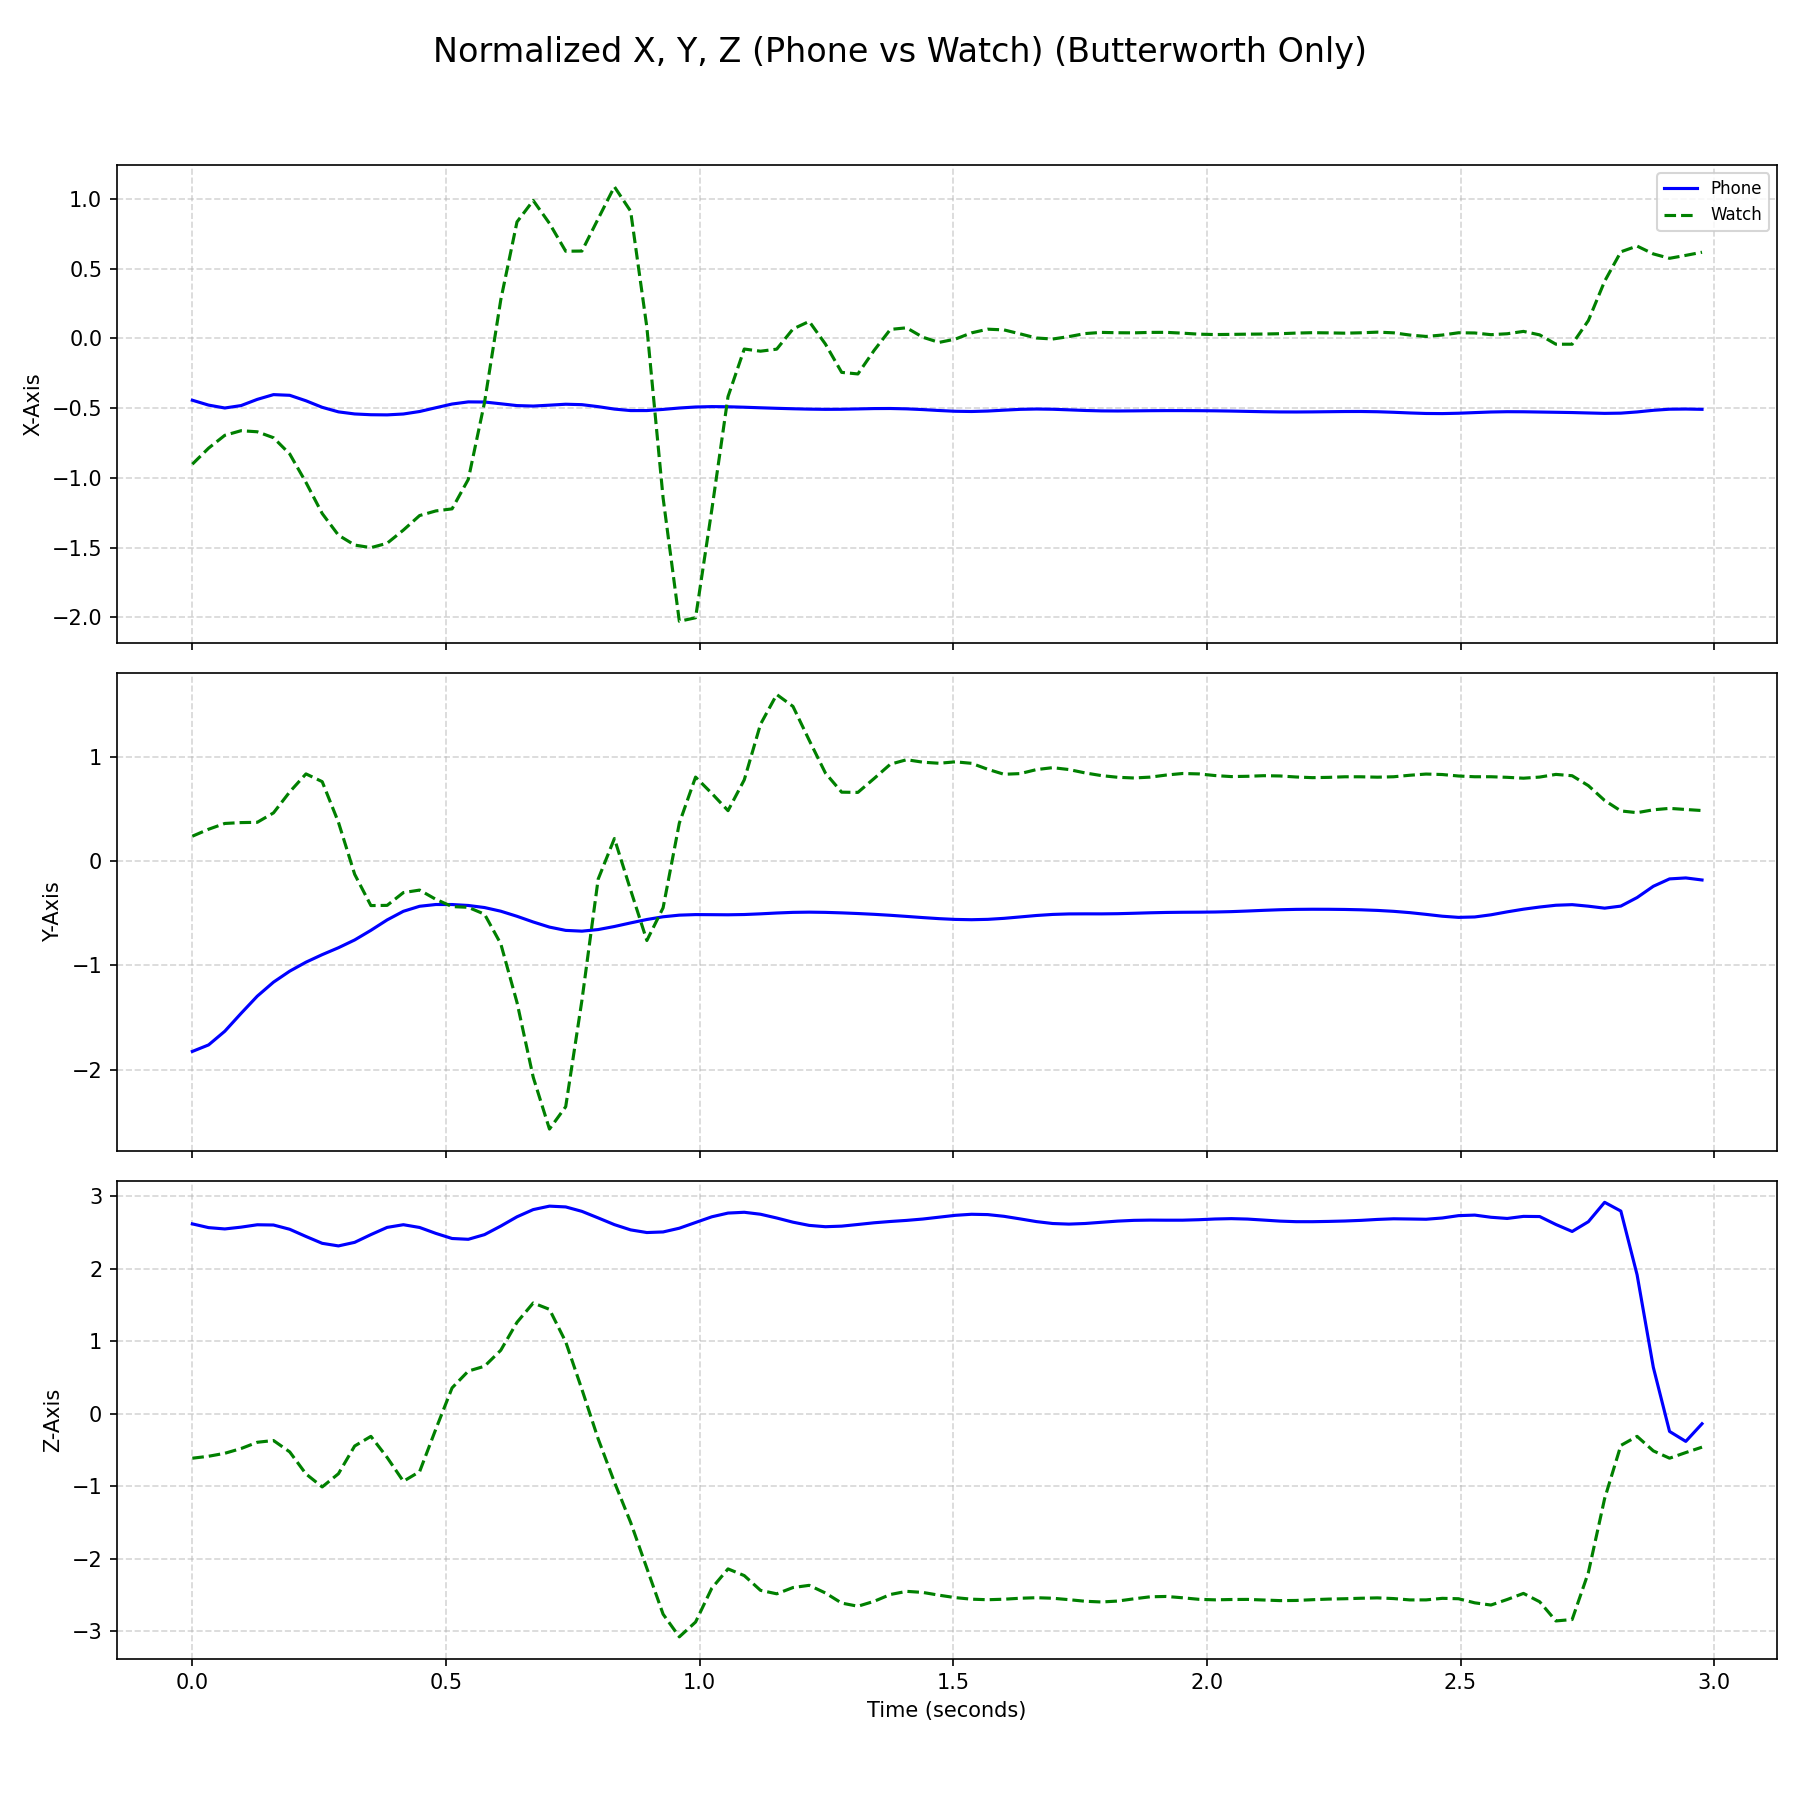 Normalized X, Y, Z (Phone vs Watch) (Butterworth Only)
Phone
Watch
1.0
0.5
0.0
−0.5
−1.0
−1.5
−2.0
X-Axis
1
0
−1
−2
Y-Axis
3
2
1
0
−1
−2
−3
Z-Axis
0.0 0.5 1.0 1.5 2.0 2.5 3.0
Time (seconds)